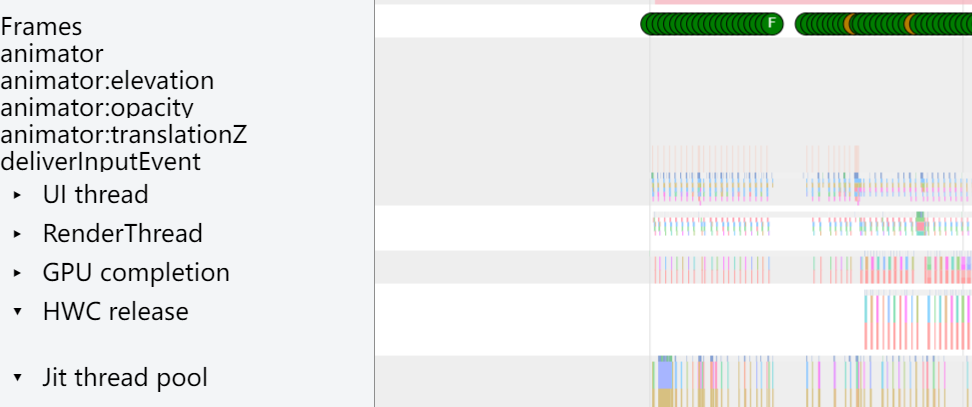 Frames
F
animator
animator:elevation
animator:opacity
animator:translationZ
deliverInputEvent
UI thread
RenderThread
GPU completion
HWC release
Jit thread pool